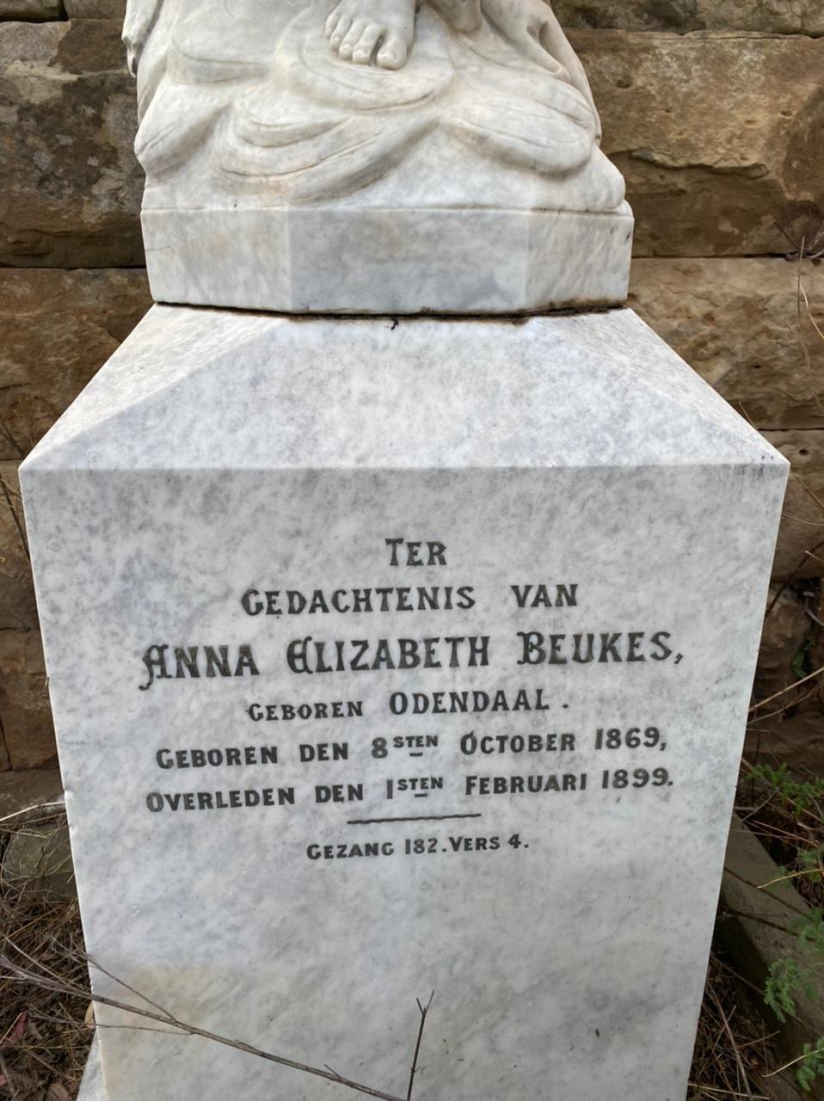 TER
GEDACHTENIS VAN
ANNA ELIZABETH BEUKES,
GEBOREN ODENDAAL.
GEBOREN DEN 8STEN OCTOBER 1869,
OVERLEDEN DEN 1STEN FEBRUARI 1899.
GEZANG 182. VERS 4.